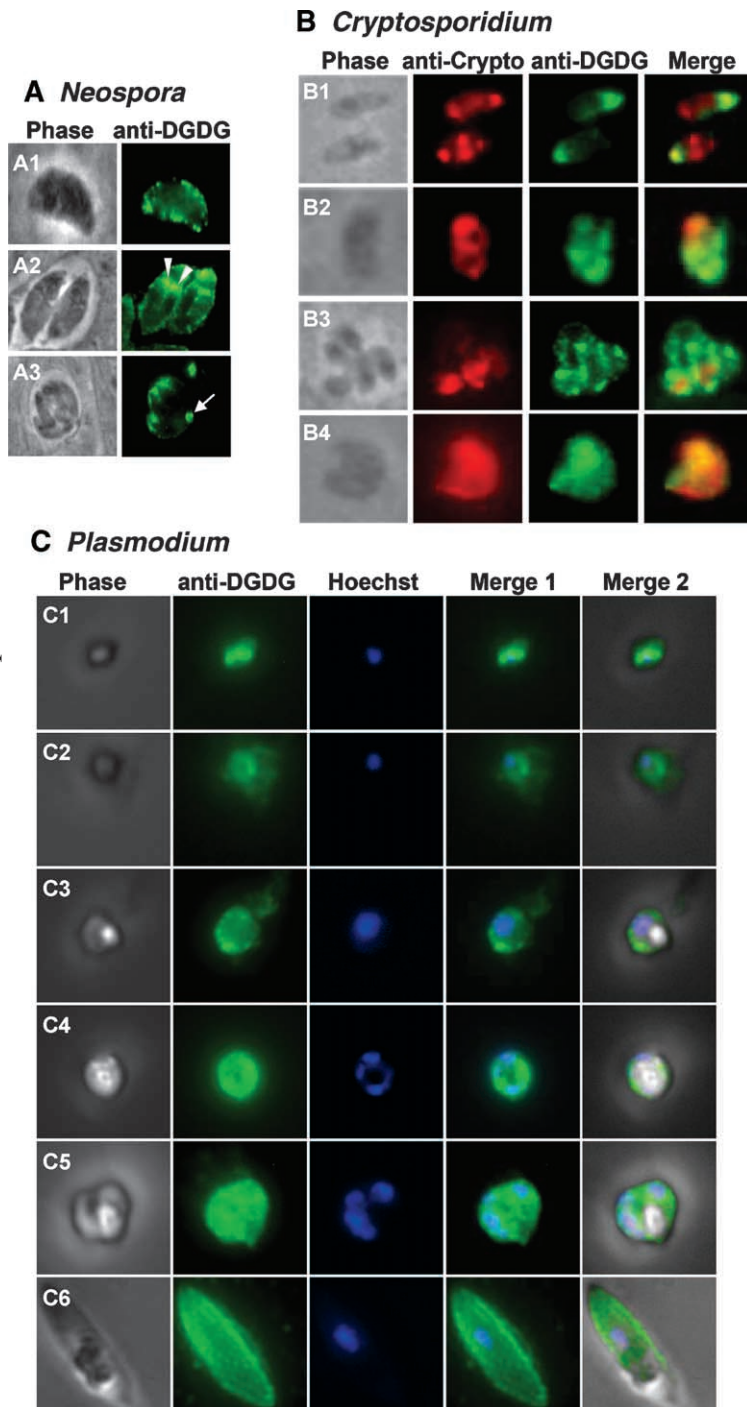 A Neospora
Phase anti-DGDG
A1
A2
A3
B Cryptosporidium
Phase anti-Crypto anti-DGDG Merge
B1
B2
B3
B4
C Plasmodium
Phase anti-DGDG Hoechst Merge 1 Merge 2
C1
C2
C3
C4
C5
C6